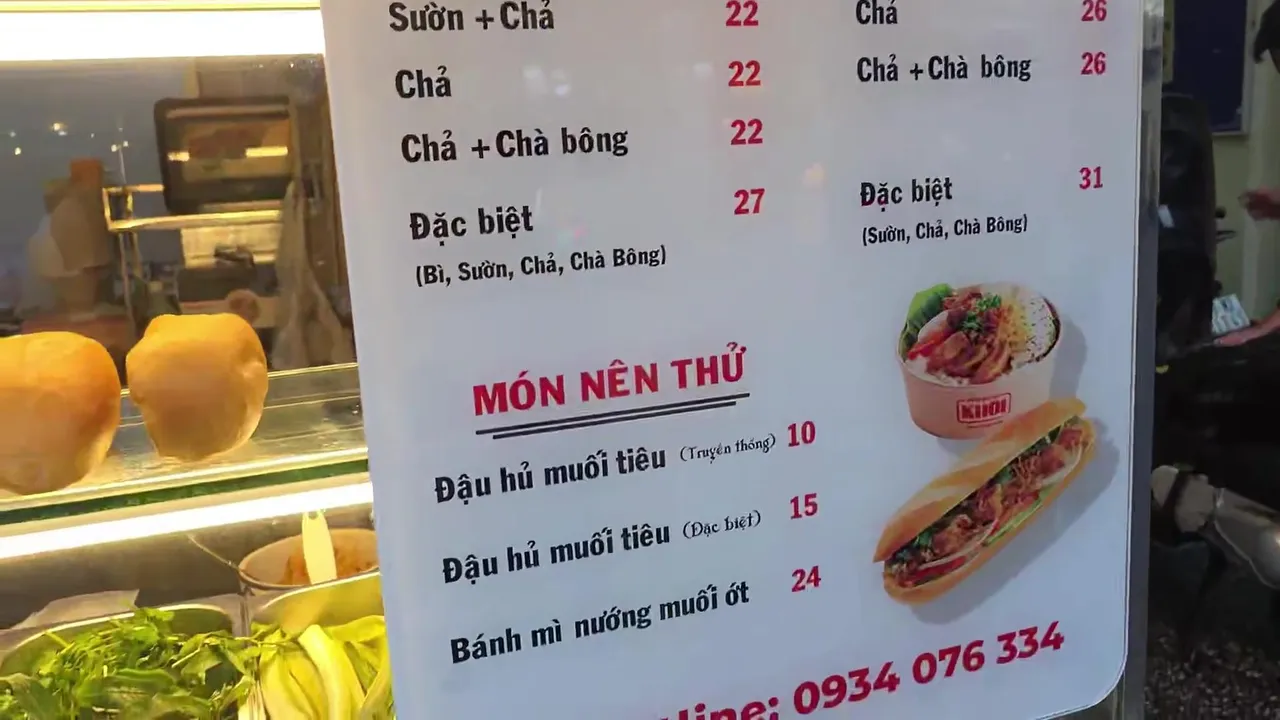 Sườn + Chả 22
Chả 22
Chả + Chà bông 22
Đặc biệt 27
(Bì, Sườn, Chả, Chà Bông)
Chả 26
Chả + Chà bông 26
Đặc biệt 31
(Sườn, Chả, Chà Bông)
MÓN NÊN THỬ
Đậu hủ muối tiêu (Truyền thống) 10
Đậu hủ muối tiêu (Đặc biệt) 15
Bánh mì nướng muối ớt 24
KHÓI
0934 076 334